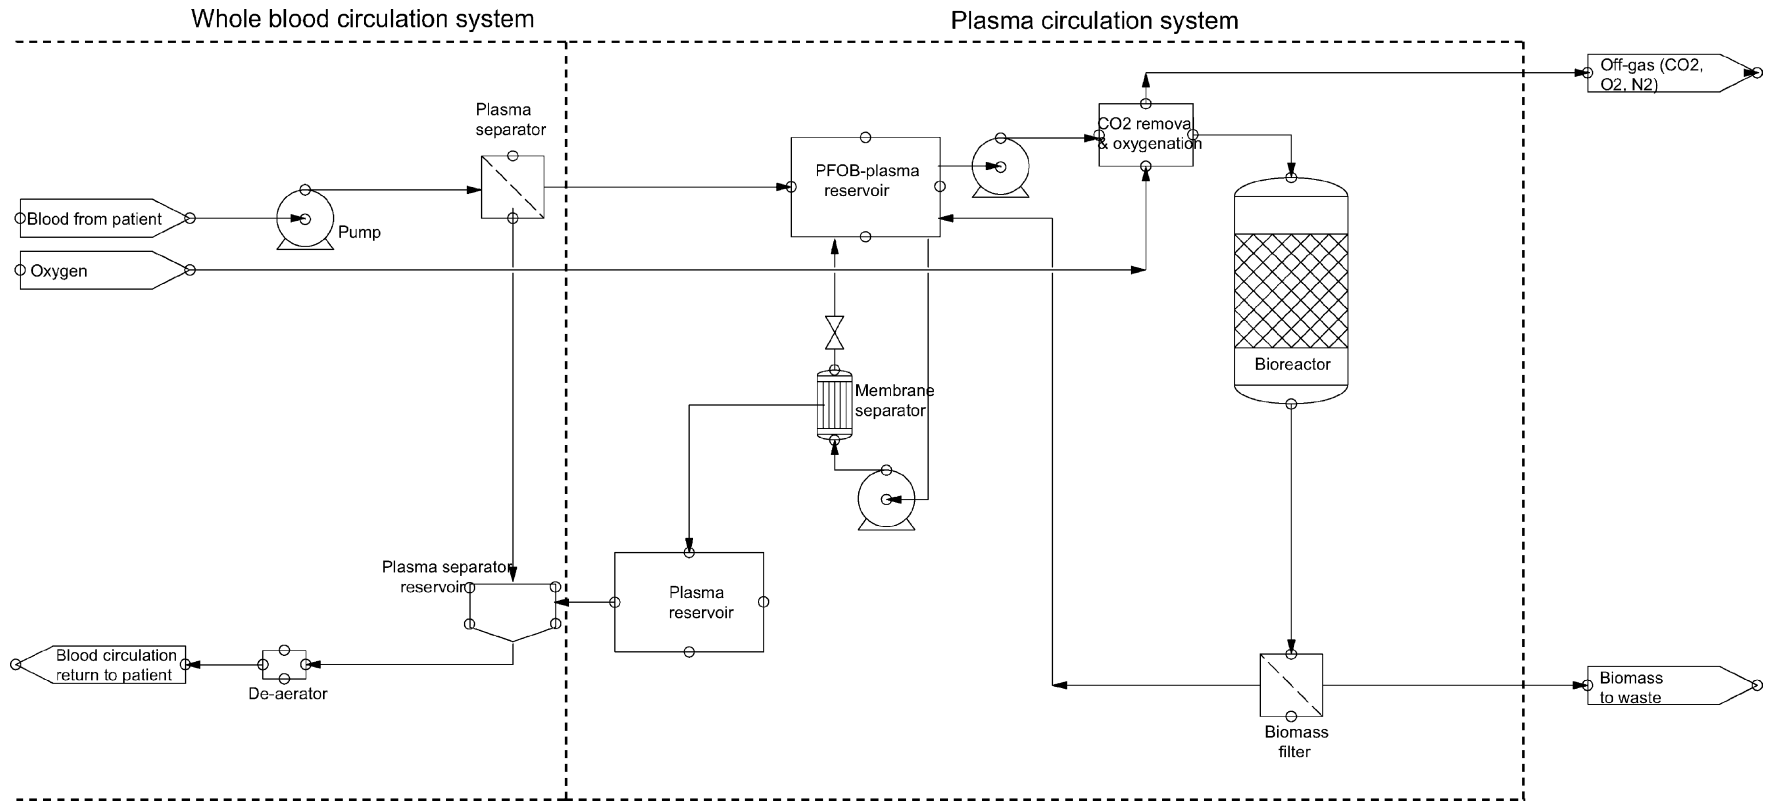 Whole blood circulation system
Plasma circulation system
Off-gas (CO2,
O2, N2)
Plasma
separator
CO2 removal
& oxygenation
PFOB-plasma
reservoir
Blood from patient
Pump
Oxygen
Bioreactor
Membrane
separator
Plasma separator
reservoir
Plasma
reservoir
Blood circulation
return to patient
De-aerator
Biomass
to waste
Biomass
filter